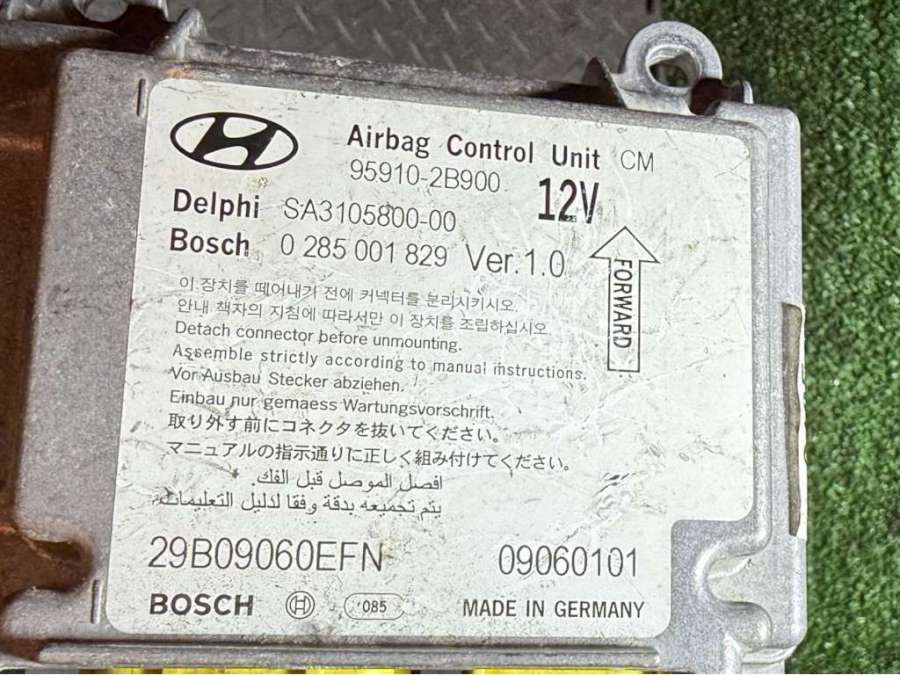 Airbag Control Unit CM
95910-2B900 12V
Delphi SA3105800-00
Bosch 0 285 001 829 Ver.1.0
FORWARD
이 장치를 떼어내기 전에 커넥터를 분리시키시오.
안내 책자의 지침에 따라서만 이 장치를 조립하십시오.
Detach connector before unmounting.
Assemble strictly according to manual instructions.
Vor Ausbau Stecker abziehen.
Einbau nur gemaess Wartungsvorschrift.
取り外す前にコネクタを抜いてください。
マニュアルの指示通りに正しく組み付けてください。
افصل الموصل قبل الفك.
يتم تجميعه بدقة وفقا لدليل التعليمات.
29B09060EFN 09060101
BOSCH 085 MADE IN GERMANY